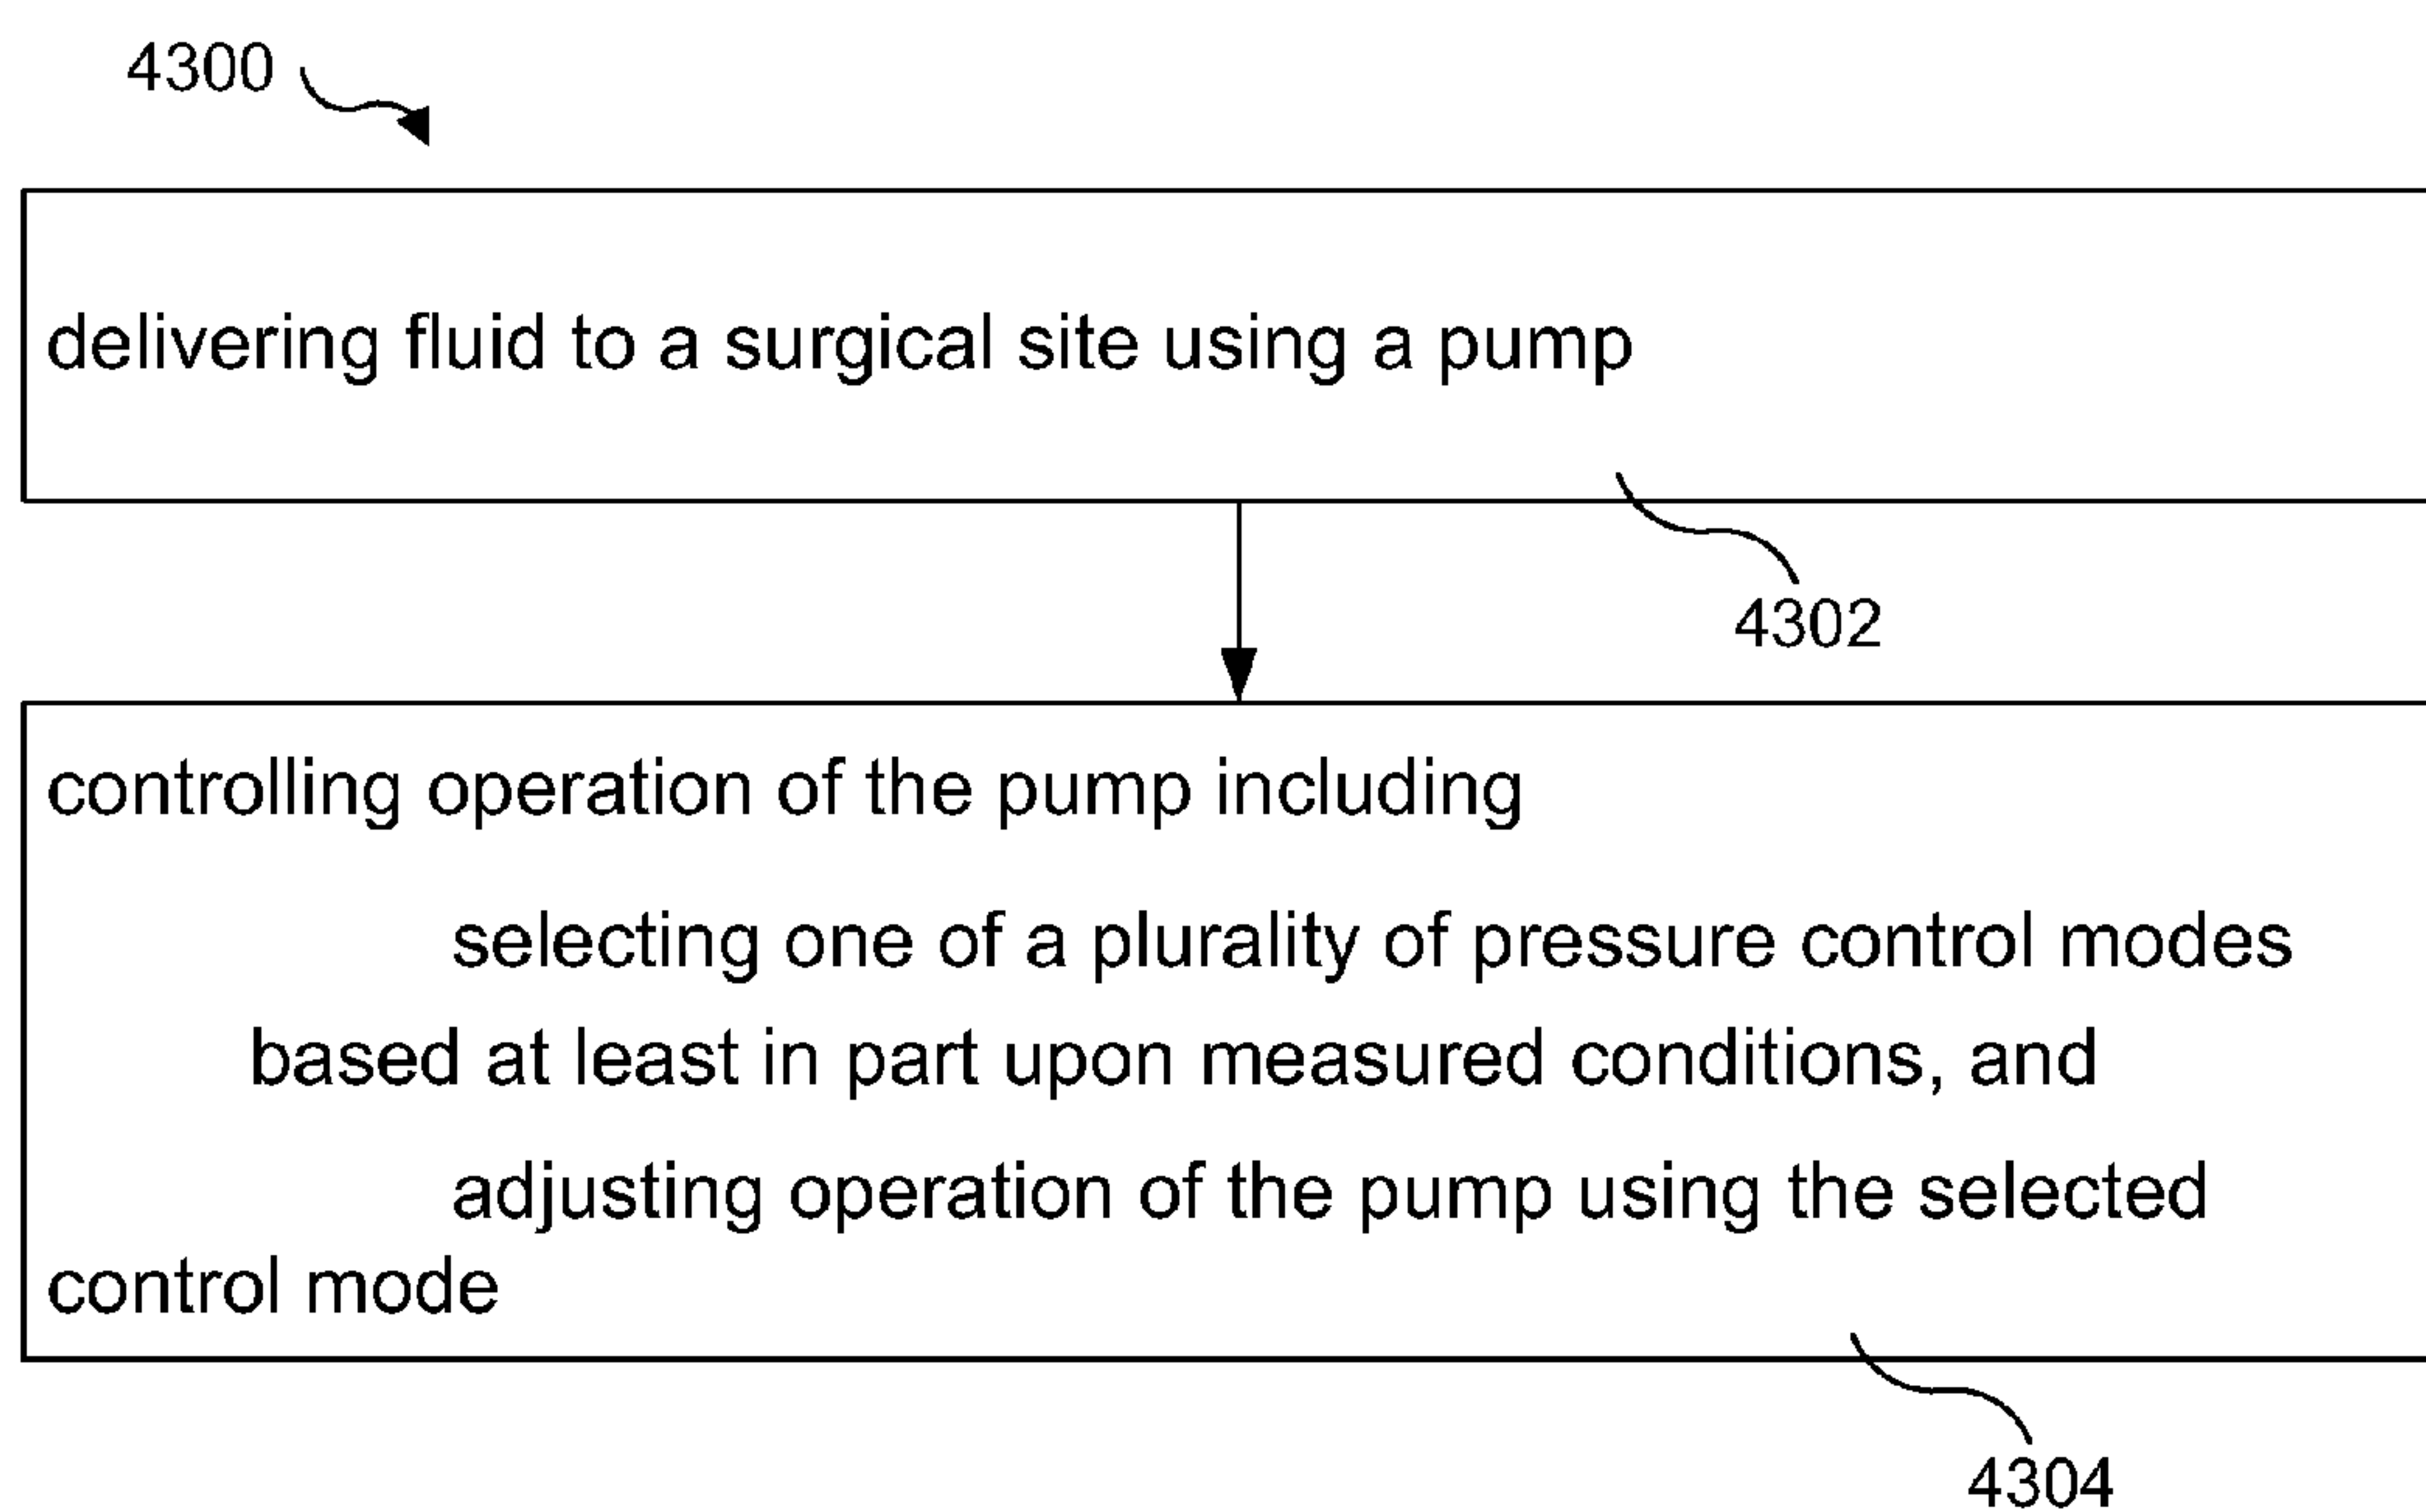 4300
delivering fluid to a surgical site using a pump
4302
controlling operation of the pump including
selecting one of a plurality of pressure control modes
based at least in part upon measured conditions, and
adjusting operation of the pump using the selected
control mode
4304